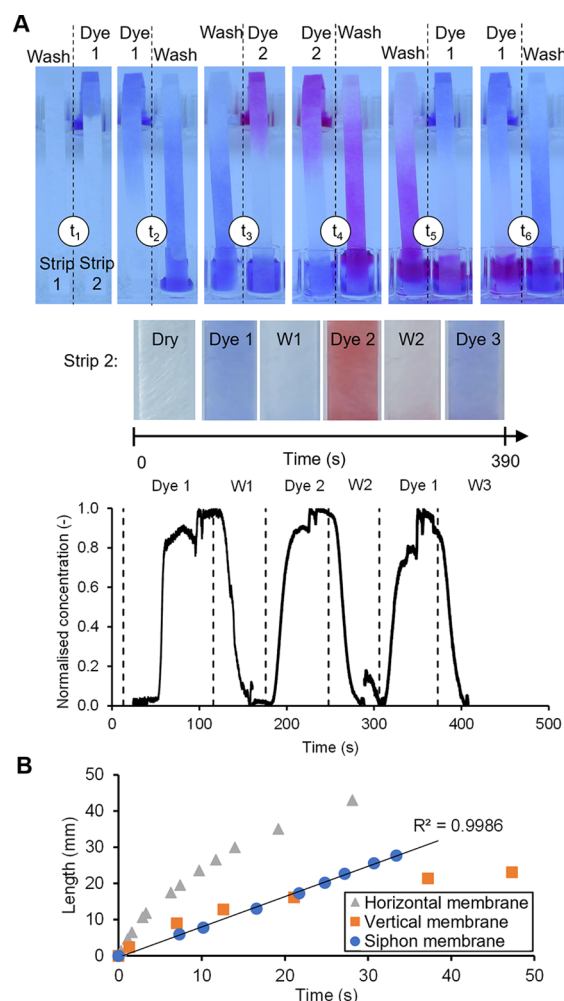 A
Wash Dye 1 Dye 1 Wash Wash Dye 2 Dye 2 Wash Wash Dye 1 Dye 1 Wash
t1 t2 t3 t4 t5 t6
Strip 1 Strip 2
Strip 2: Dry Dye 1 W1 Dye 2 W2 Dye 3
0 Time (s) 390
Dye 1 W1 Dye 2 W2 Dye 1 W3
Normalised concentration (-)
1.0
0.8
0.6
0.4
0.2
0.0
0 100 200 300 400 500
Time (s)
B
Length (mm)
50
40
30
20
10
0
R² = 0.9986
Horizontal membrane
Vertical membrane
Siphon membrane
0 10 20 30 40 50
Time (s)